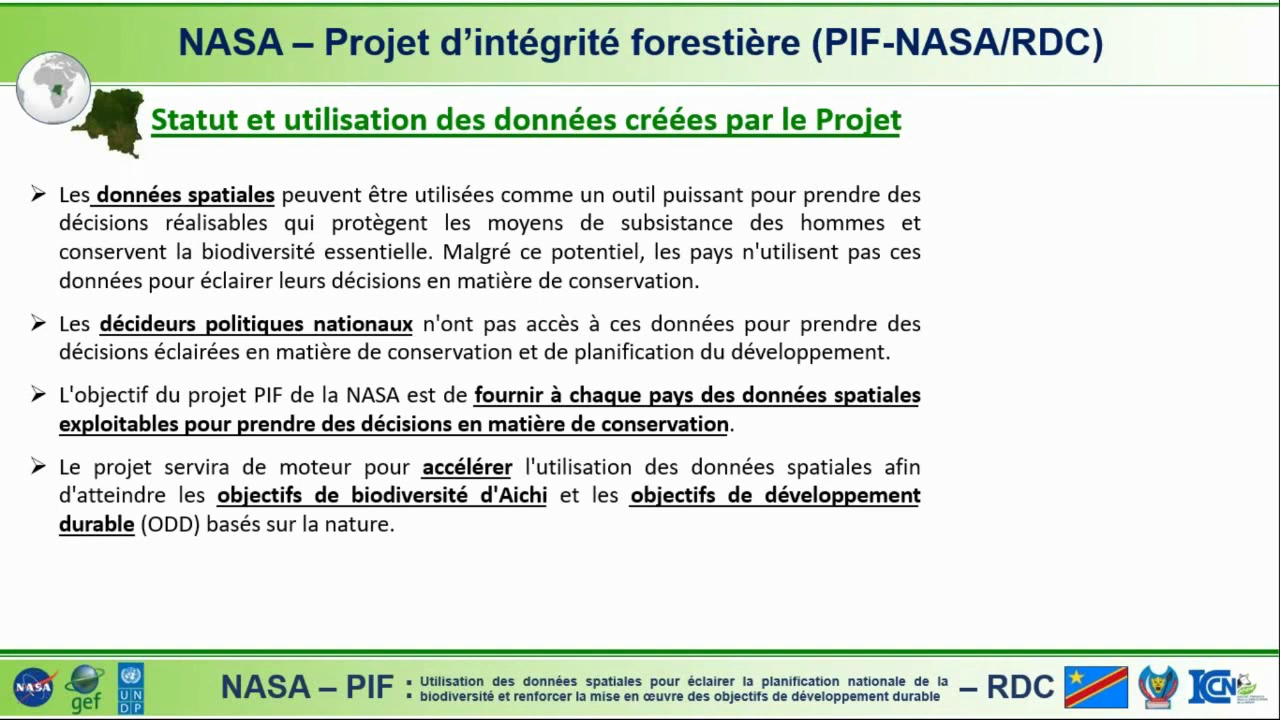 NASA – Projet d’intégrité forestière (PIF-NASA/RDC)
Statut et utilisation des données créées par le Projet
➢ Les données spatiales peuvent être utilisées comme un outil puissant pour prendre des
décisions réalisables qui protègent les moyens de subsistance des hommes et
conservent la biodiversité essentielle. Malgré ce potentiel, les pays n'utilisent pas ces
données pour éclairer leurs décisions en matière de conservation.
➢ Les décideurs politiques nationaux n'ont pas accès à ces données pour prendre des
décisions éclairées en matière de conservation et de planification du développement.
➢ L'objectif du projet PIF de la NASA est de fournir à chaque pays des données spatiales
exploitables pour prendre des décisions en matière de conservation.
➢ Le projet servira de moteur pour accélérer l'utilisation des données spatiales afin
d'atteindre les objectifs de biodiversité d'Aichi et les objectifs de développement
durable (ODD) basés sur la nature.
NASA
gef
UN
DP
NASA – PIF : Utilisation des données spatiales pour éclairer la planification nationale de la
biodiversité et renforcer la mise en œuvre des objectifs de développement durable – RDC
ICCN